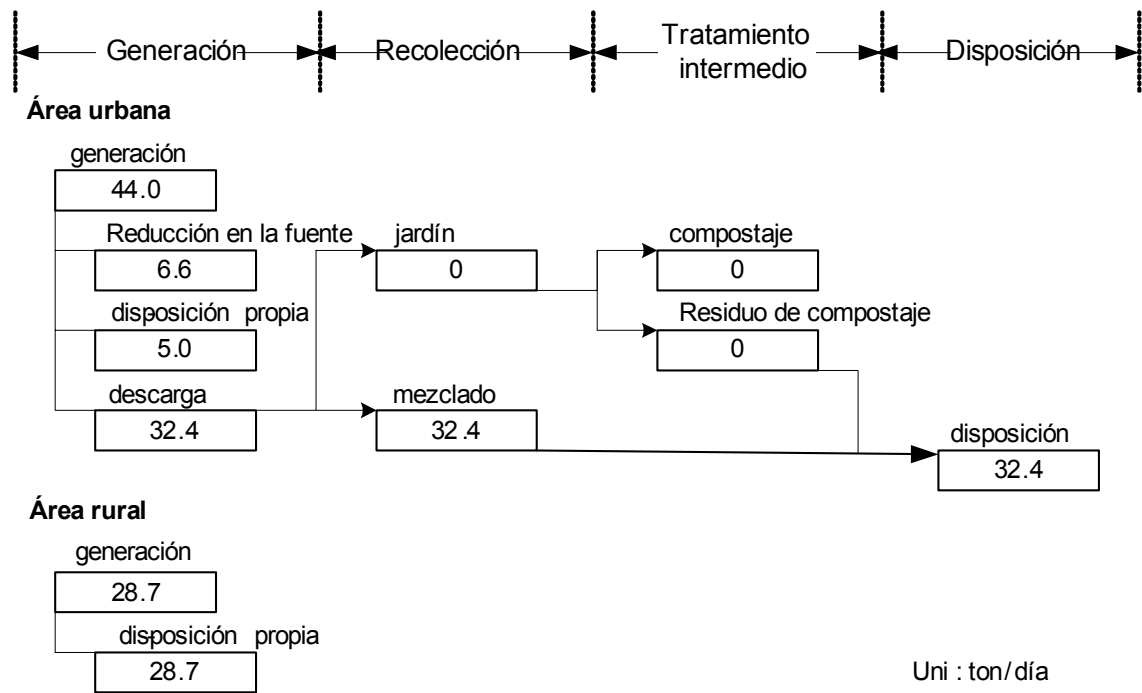 Generación Recolección Tratamiento intermedio Disposición
Área urbana
generación
44.0
Reducción en la fuente jardín compostaje
6.6 0 0
disposición propia Residuo de compostaje
5.0 0
descarga mezclado
32.4 32.4
disposición
32.4
Área rural
generación
28.7
disposición propia
28.7
Uni : ton/día